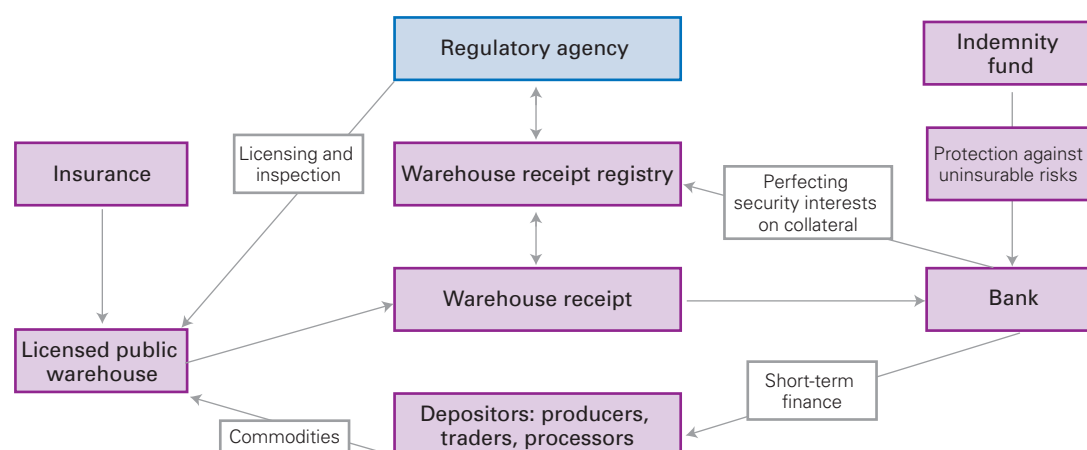 Regulatory agency
Indemnity
fund
Insurance
Licensing and
inspection
Warehouse receipt registry
Perfecting
security interests
on collateral
Protection against
uninsurable risks
Warehouse receipt
Bank
Licensed public
warehouse
Short-term
finance
Depositors: producers,
traders, processors
Commodities